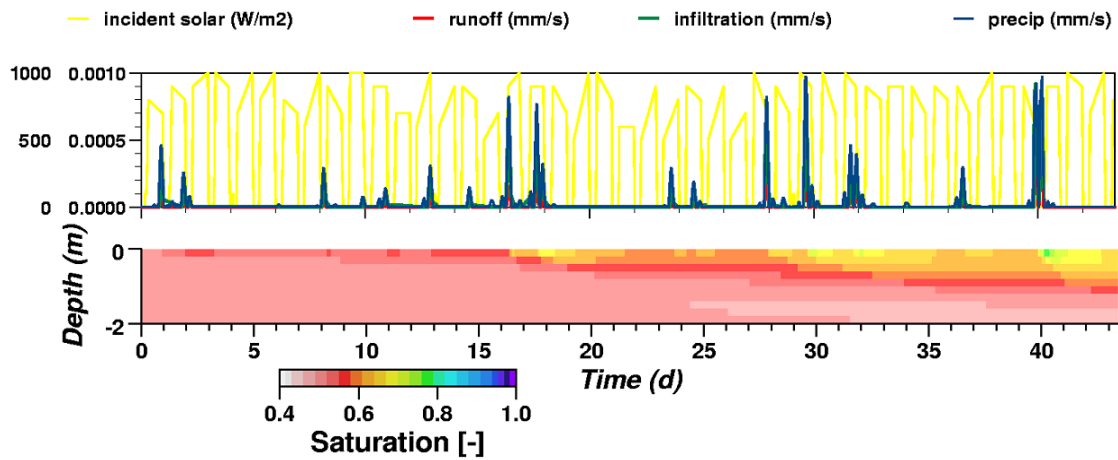 incident solar (W/m2) runoff (mm/s) infiltration (mm/s) precip (mm/s)
1000 0.0010
500 0.0005
0 0.0000
Depth (m)
0
-2
0 5 10 15 20 25 30 35 40
Time (d)
0.4 0.6 0.8 1.0
Saturation [-]